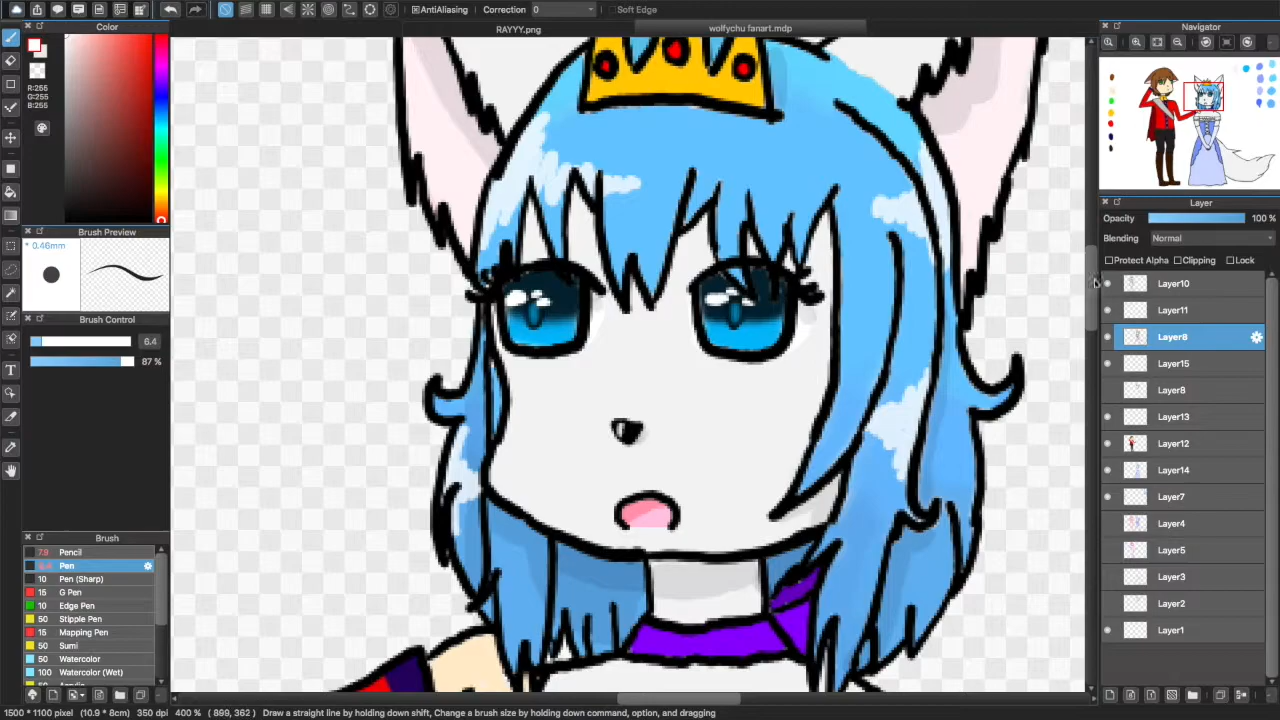 AntiAliasing Correction 0 Soft Edge
Color
RAYYY.png
wolfychu fanart.mdp
Navigator
R:255
G:255
B:255
Brush Preview
* 0.46mm
Layer
Opacity 100 %
Blending Normal
Protect Alpha Clipping Lock
Brush Control
6.4
87 %
Layer10
Layer11
Layer8
Layer15
Layer8
Layer13
Layer12
Layer14
Layer7
Layer4
Layer5
Layer3
Layer2
Layer1
Brush
7.9 Pencil
6.4 Pen
10 Pen (Sharp)
15 G Pen
10 Edge Pen
50 Stipple Pen
15 Mapping Pen
50 Sumi
50 Watercolor
100 Watercolor (Wet)
1500 * 1100 pixel (10.9 * 8cm) 350 dpi 400 % ( 899, 362 ) Draw a straight line by holding down shift, Change a brush size by holding down command, option, and dragging